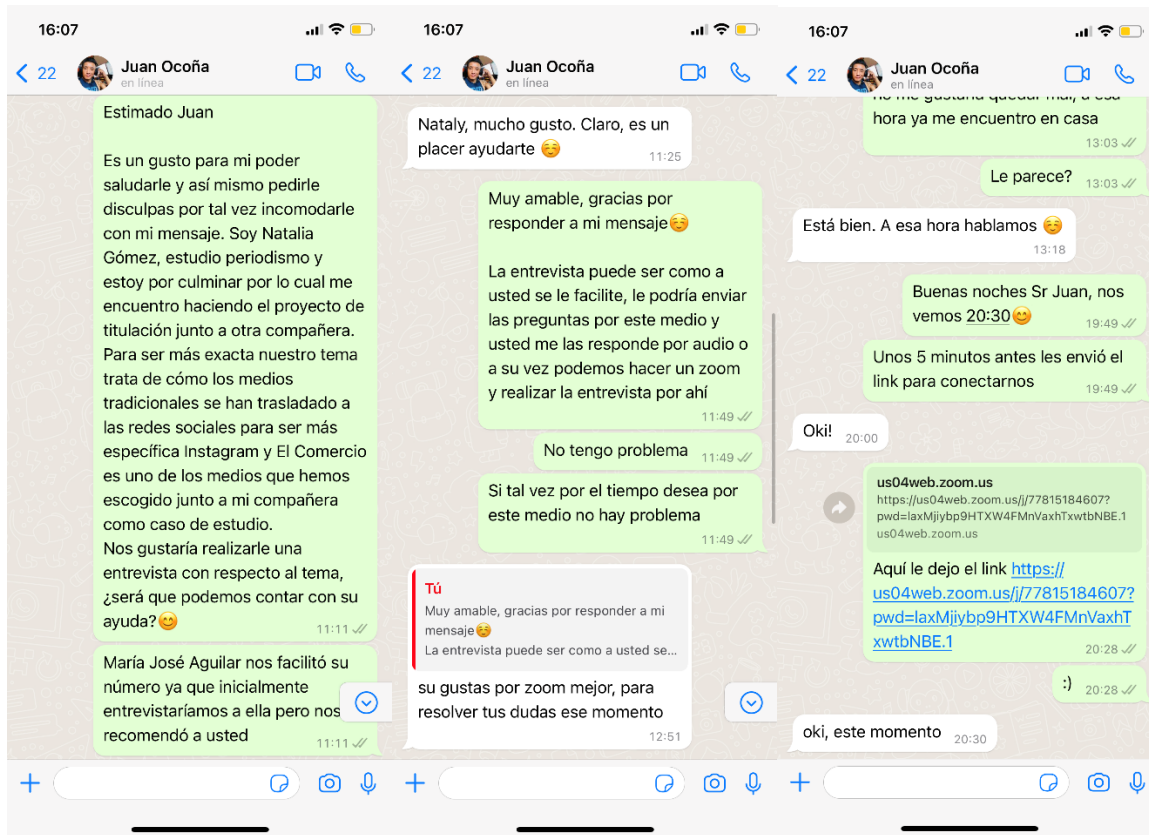 16:07
22
Juan Ocoña
en línea
Estimado Juan
Es un gusto para mi poder
saludarle y así mismo pedirle
disculpas por tal vez incomodarle
con mi mensaje. Soy Natalia
Gómez, estudio periodismo y
estoy por culminar por lo cual me
encuentro haciendo el proyecto de
titulación junto a otra compañera.
Para ser más exacta nuestro tema
trata de cómo los medios
tradicionales se han trasladado a
las redes sociales para ser más
específica Instagram y El Comercio
es uno de los medios que hemos
escogido junto a mi compañera
como caso de estudio.
Nos gustaría realizarle una
entrevista con respecto al tema,
¿será que podemos contar con su
ayuda?😊
11:11
María José Aguilar nos facilitó su
número ya que inicialmente
entrevistaríamos a ella pero nos
recomendó a usted
11:11
16:07
22
Juan Ocoña
en línea
Nataly, mucho gusto. Claro, es un
placer ayudarte ☺️
11:25
Muy amable, gracias por
responder a mi mensaje☺️
La entrevista puede ser como a
usted se le facilite, le podría enviar
las preguntas por este medio y
usted me las responde por audio o
a su vez podemos hacer un zoom
y realizar la entrevista por ahí
11:49
No tengo problema
11:49
Si tal vez por el tiempo desea por
este medio no hay problema
11:49
Tú
Muy amable, gracias por responder a mi
mensaje☺️
La entrevista puede ser como a usted se...
su gustas por zoom mejor, para
resolver tus dudas ese momento
12:51
16:07
22
Juan Ocoña
en línea
no me gustaría quedar mal, a esa
hora ya me encuentro en casa
13:03
Le parece?
13:03
Está bien. A esa hora hablamos ☺️
13:18
Buenas noches Sr Juan, nos
vemos 20:30😊
19:49
Unos 5 minutos antes les envió el
link para conectarnos
19:49
Oki!
20:00
us04web.zoom.us
https://us04web.zoom.us/j/77815184607?
pwd=laxMjiybp9HTXW4FMnVaxhTxwtbNBE.1
us04web.zoom.us
Aquí le dejo el link https://
us04web.zoom.us/j/77815184607?
pwd=laxMjiybp9HTXW4FMnVaxhT
xwtbNBE.1
20:28
:)
20:28
oki, este momento
20:30